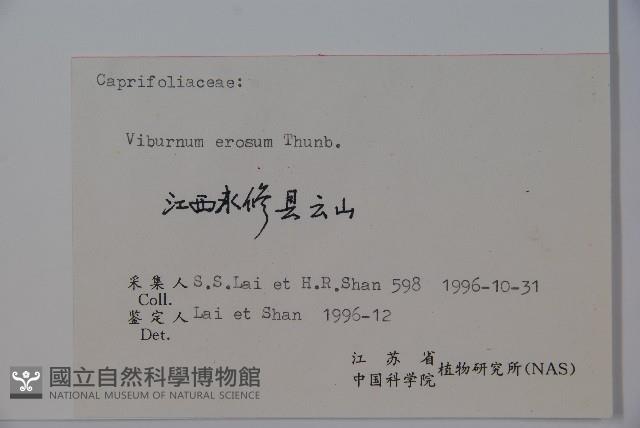 Caprifoliaceae:
Viburnum erosum Thunb.
江西永修县云山
采集人 S.S.Lai et H.R.Shan 598 1996-10-31
Coll.
鉴定人 Lai et Shan 1996-12
Det.
江苏省
中国科学院 植物研究所(NAS)
國立自然科學博物館
NATIONAL MUSEUM OF NATURAL SCIENCE